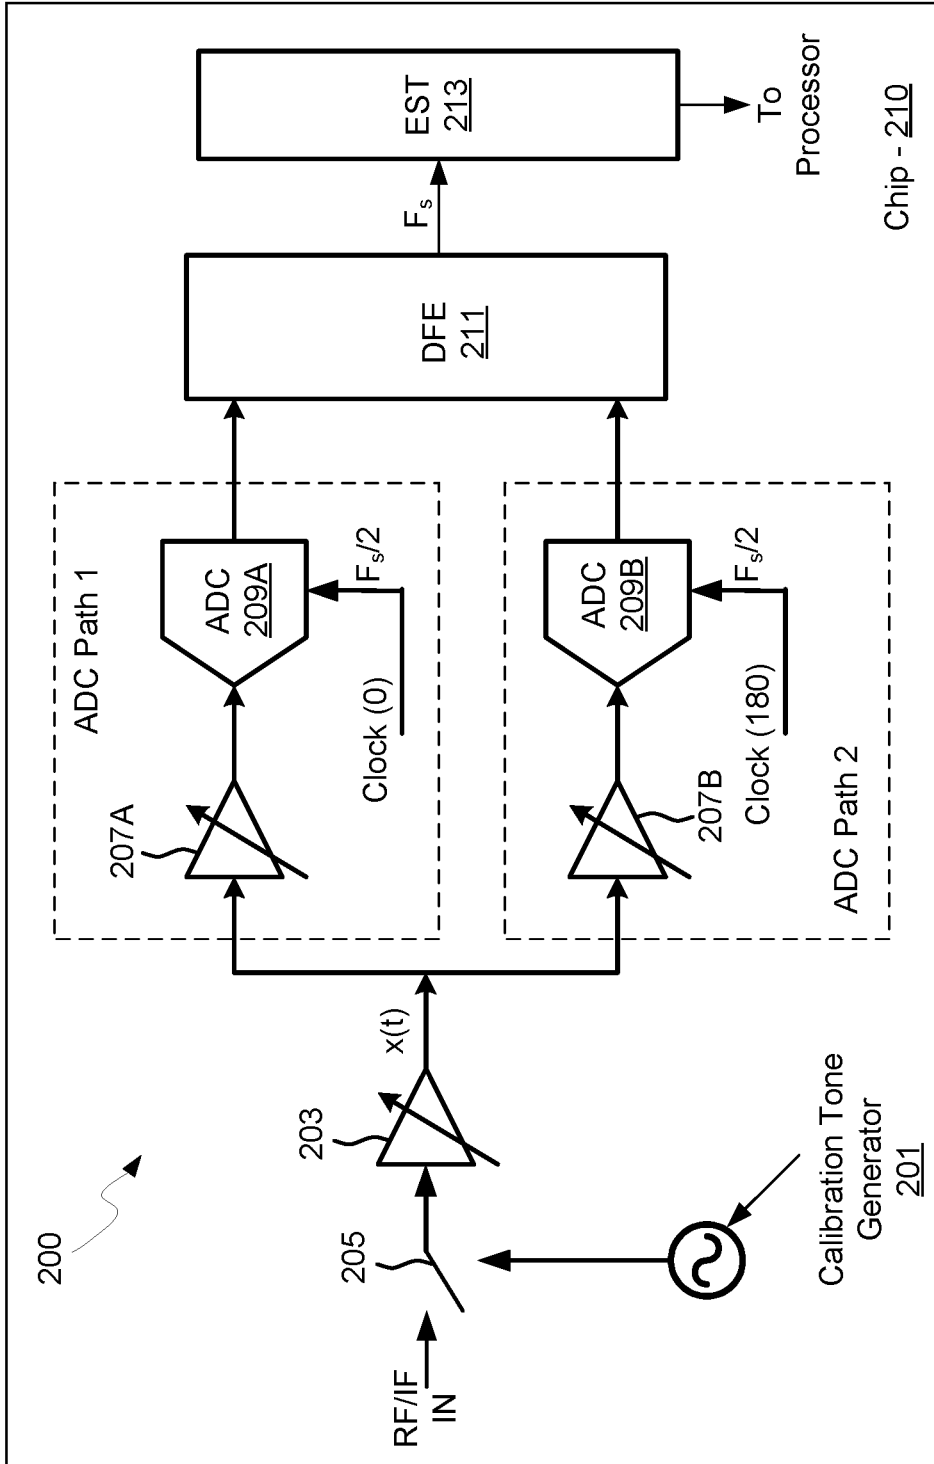 200
RF/IF
IN
205
203
x(t)
Calibration Tone
Generator
201
ADC Path 1
207A
ADC
209A
Clock (0)
Fs/2
ADC Path 2
207B
ADC
209B
Clock (180)
Fs/2
DFE
211
Fs
EST
213
To
Processor
Chip - 210